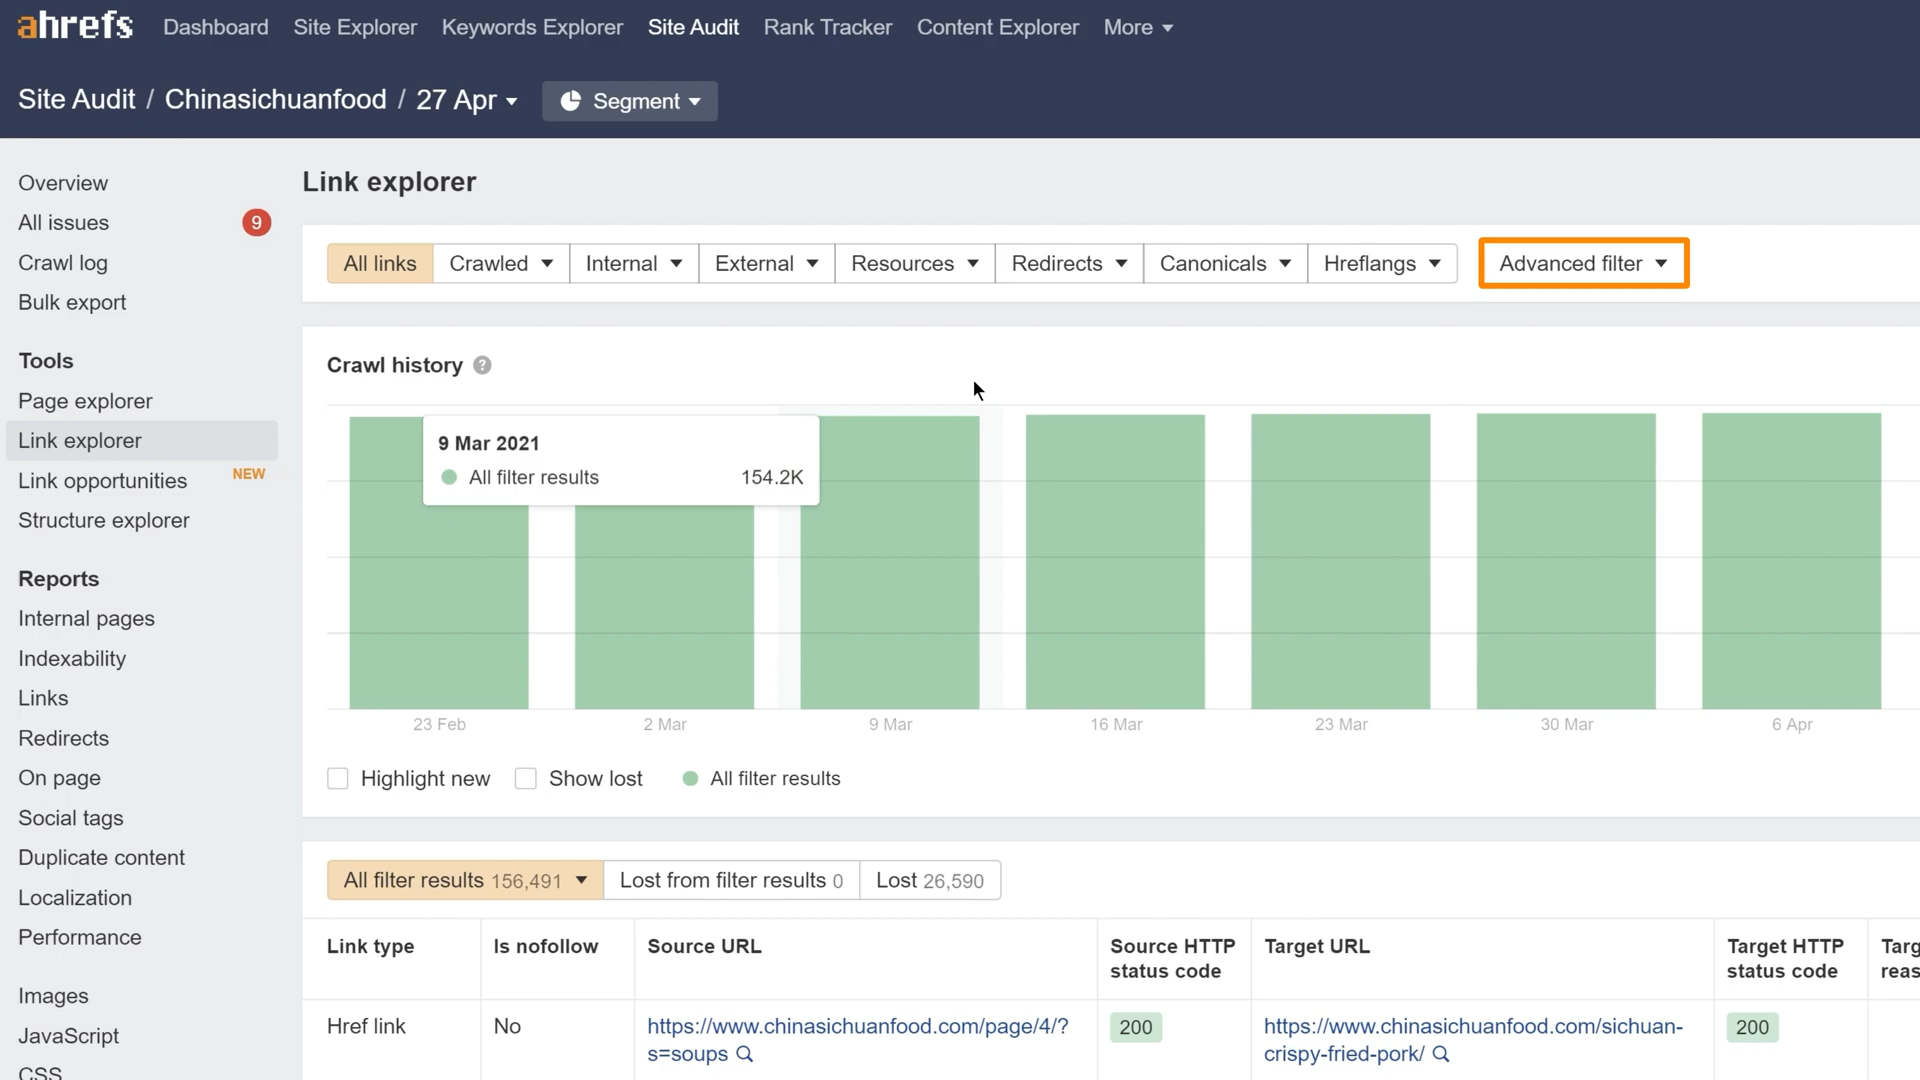 ahrefs Dashboard Site Explorer Keywords Explorer Site Audit Rank Tracker Content Explorer More
Site Audit / Chinasichuanfood / 27 Apr Segment
Overview
All issues 9
Crawl log
Bulk export
Tools
Page explorer
Link explorer
Link opportunities NEW
Structure explorer
Reports
Internal pages
Indexability
Links
Redirects
On page
Social tags
Duplicate content
Localization
Performance
Images
JavaScript
CSS
Link explorer
All links Crawled Internal External Resources Redirects Canonicals Hreflangs Advanced filter
Crawl history ?
9 Mar 2021
All filter results 154.2K
23 Feb 2 Mar 9 Mar 16 Mar 23 Mar 30 Mar 6 Apr
Highlight new Show lost All filter results
All filter results 156,491 Lost from filter results 0 Lost 26,590
Link type Is nofollow Source URL Source HTTP Target URL Target HTTP Targ
status code status code reas
Href link No https://www.chinasichuanfood.com/page/4/? 200 https://www.chinasichuanfood.com/sichuan- 200
s=soups crispy-fried-pork/